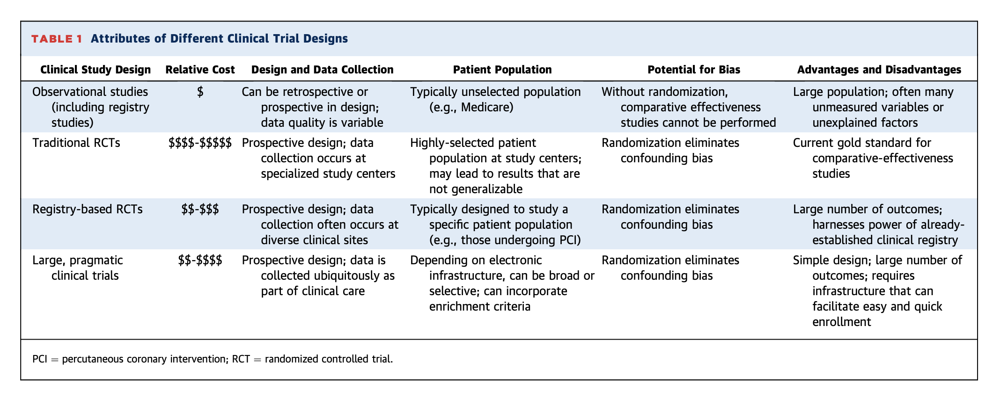 TABLE 1 Attributes of Different Clinical Trial Designs
Clinical Study Design Relative Cost Design and Data Collection Patient Population Potential for Bias Advantages and Disadvantages
Observational studies $ Can be retrospective or Typically unselected population Without randomization, Large population; often many
(including registry prospective in design; (e.g., Medicare) comparative effectiveness unmeasured variables or
studies) data quality is variable studies cannot be performed unexplained factors
Traditional RCTs $$$$-$$$$$ Prospective design; data Highly-selected patient Randomization eliminates Current gold standard for
collection occurs at population at study centers; confounding bias comparative-effectiveness
specialized study centers may lead to results that are studies
not generalizable
Registry-based RCTs $$-$$$ Prospective design; data Typically designed to study a Randomization eliminates Large number of outcomes;
collection often occurs at specific patient population confounding bias harnesses power of already-
diverse clinical sites (e.g., those undergoing PCI) established clinical registry
Large, pragmatic $$-$$$$ Prospective design; data is Depending on electronic Randomization eliminates Simple design; large number of
clinical trials collected ubiquitously as infrastructure, can be broad or confounding bias outcomes; requires
part of clinical care selective; can incorporate infrastructure that can
enrichment criteria facilitate easy and quick
enrollment
PCI = percutaneous coronary intervention; RCT = randomized controlled trial.